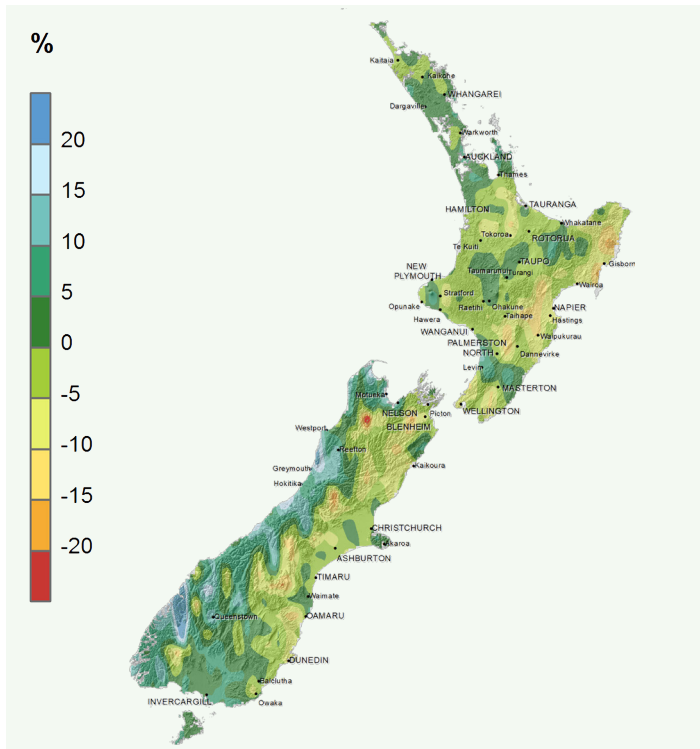 %
20
15
10
5
0
-5
-10
-15
-20
Kaitaia
Kaikohe
WHANGAREI
Dargaville
Warkworth
AUCKLAND
Thames
HAMILTON
TAURANGA
Whakatane
Tokoroa
ROTORUA
Te Kuiti
TAUPO
Taumarunui
Turangi
Gisborn
NEW
PLYMOUTH
Wairoa
Stratford
Opunake
Raetihi
Ohakune
NAPIER
Hawera
Taihape
Hastings
WANGANUI
Waipukurau
PALMERSTON
NORTH
Dannevirke
Levin
MASTERTON
Motueka
NELSON
WELLINGTON
Picton
BLENHEIM
Westport
Reefton
Kaikoura
Greymouth
Hokitika
CHRISTCHURCH
Akaroa
ASHBURTON
TIMARU
Waimate
Queenstown
OAMARU
DUNEDIN
Balclutha
INVERCARGILL
Owaka